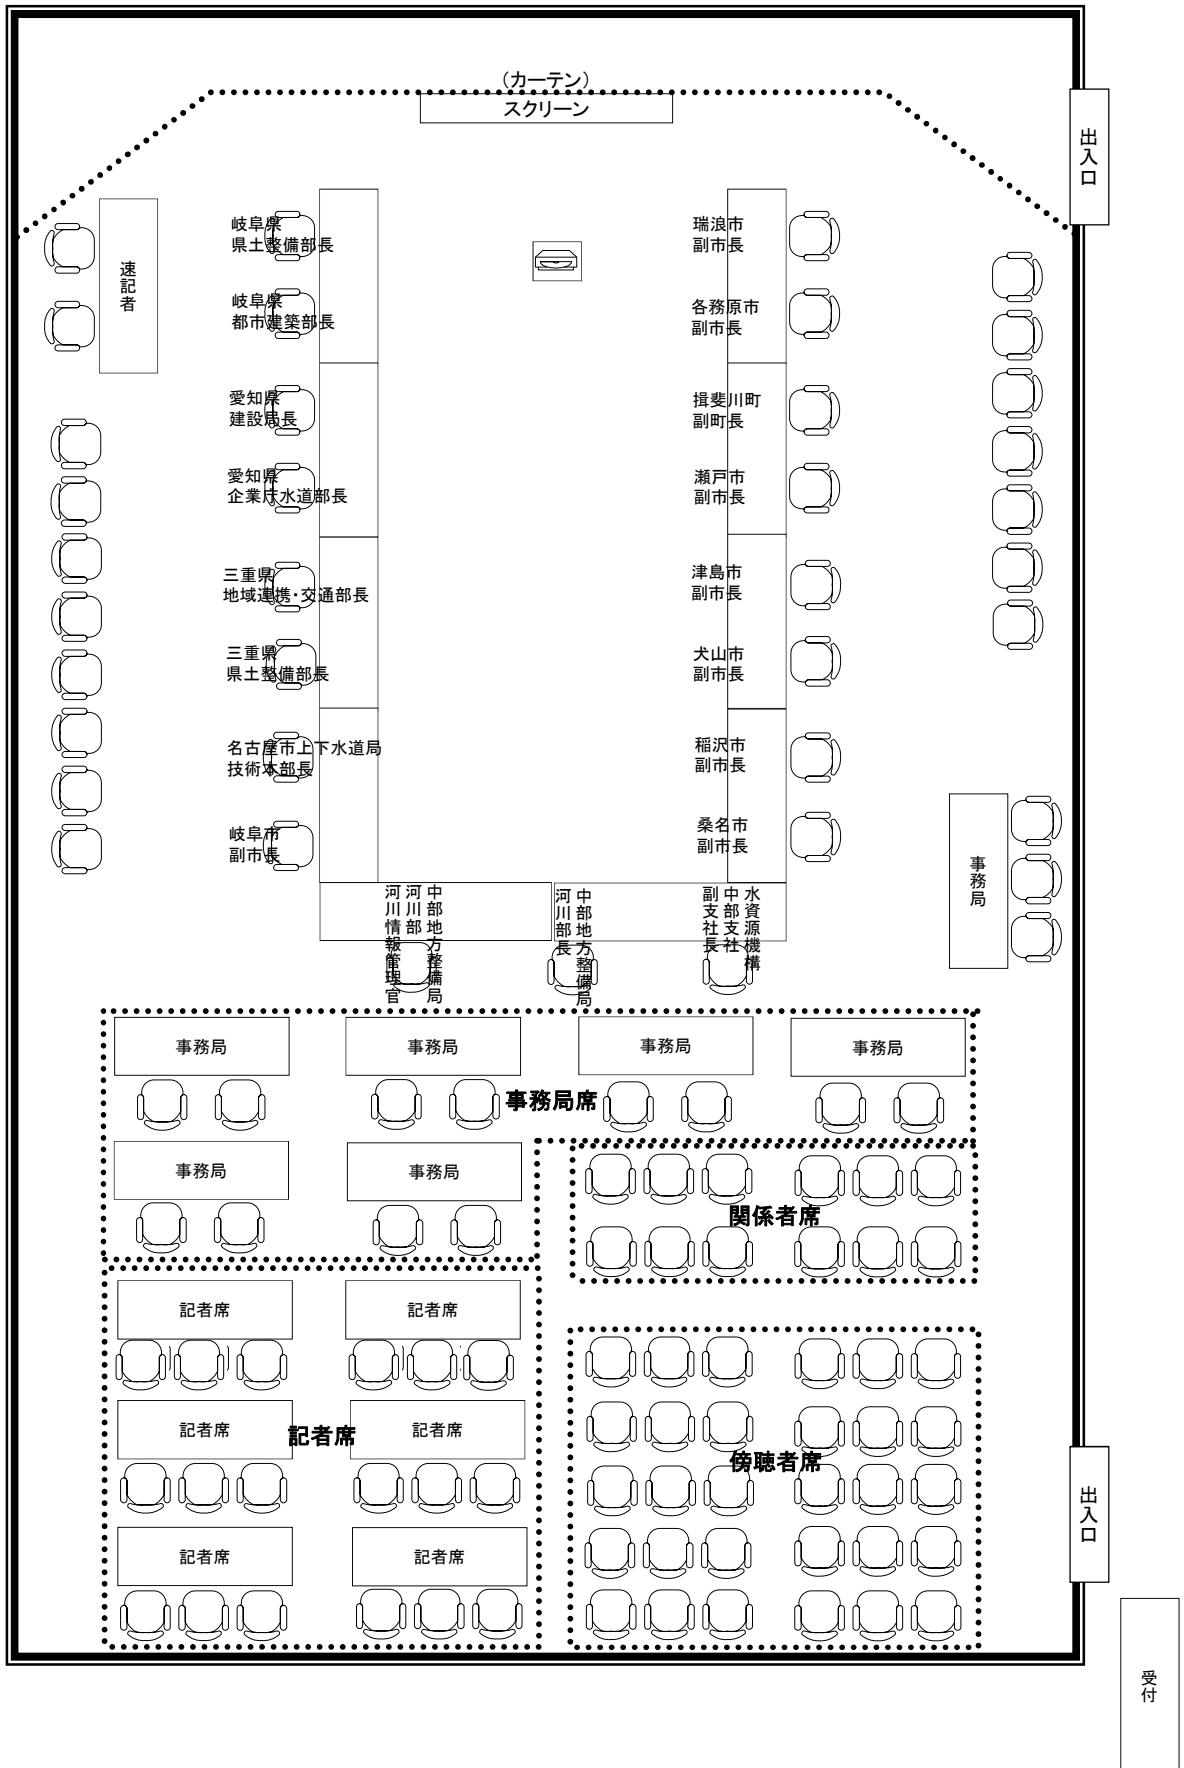 (カーテン)
スクリーン
出入口
速記者
岐阜県
県土整備部長
岐阜県
都市建築部長
愛知県
建設局長
愛知県
企業庁水道部長
三重県
地域連携・交通部長
三重県
県土整備部長
名古屋市上下水道局
技術本部長
岐阜市
副市長
瑞浪市
副市長
各務原市
副市長
揖斐川町
副町長
瀬戸市
副市長
津島市
副市長
犬山市
副市長
稲沢市
副市長
桑名市
副市長
事務局
中部地方整備局
河川部
河川情報管理官
中部地方整備局
河川部長
水資源機構
中部支社
副支社長
事務局
事務局
事務局
事務局
事務局席
事務局
事務局
関係者席
記者席
記者席
記者席
記者席
記者席
記者席
記者席
傍聴者席
出入口
受付